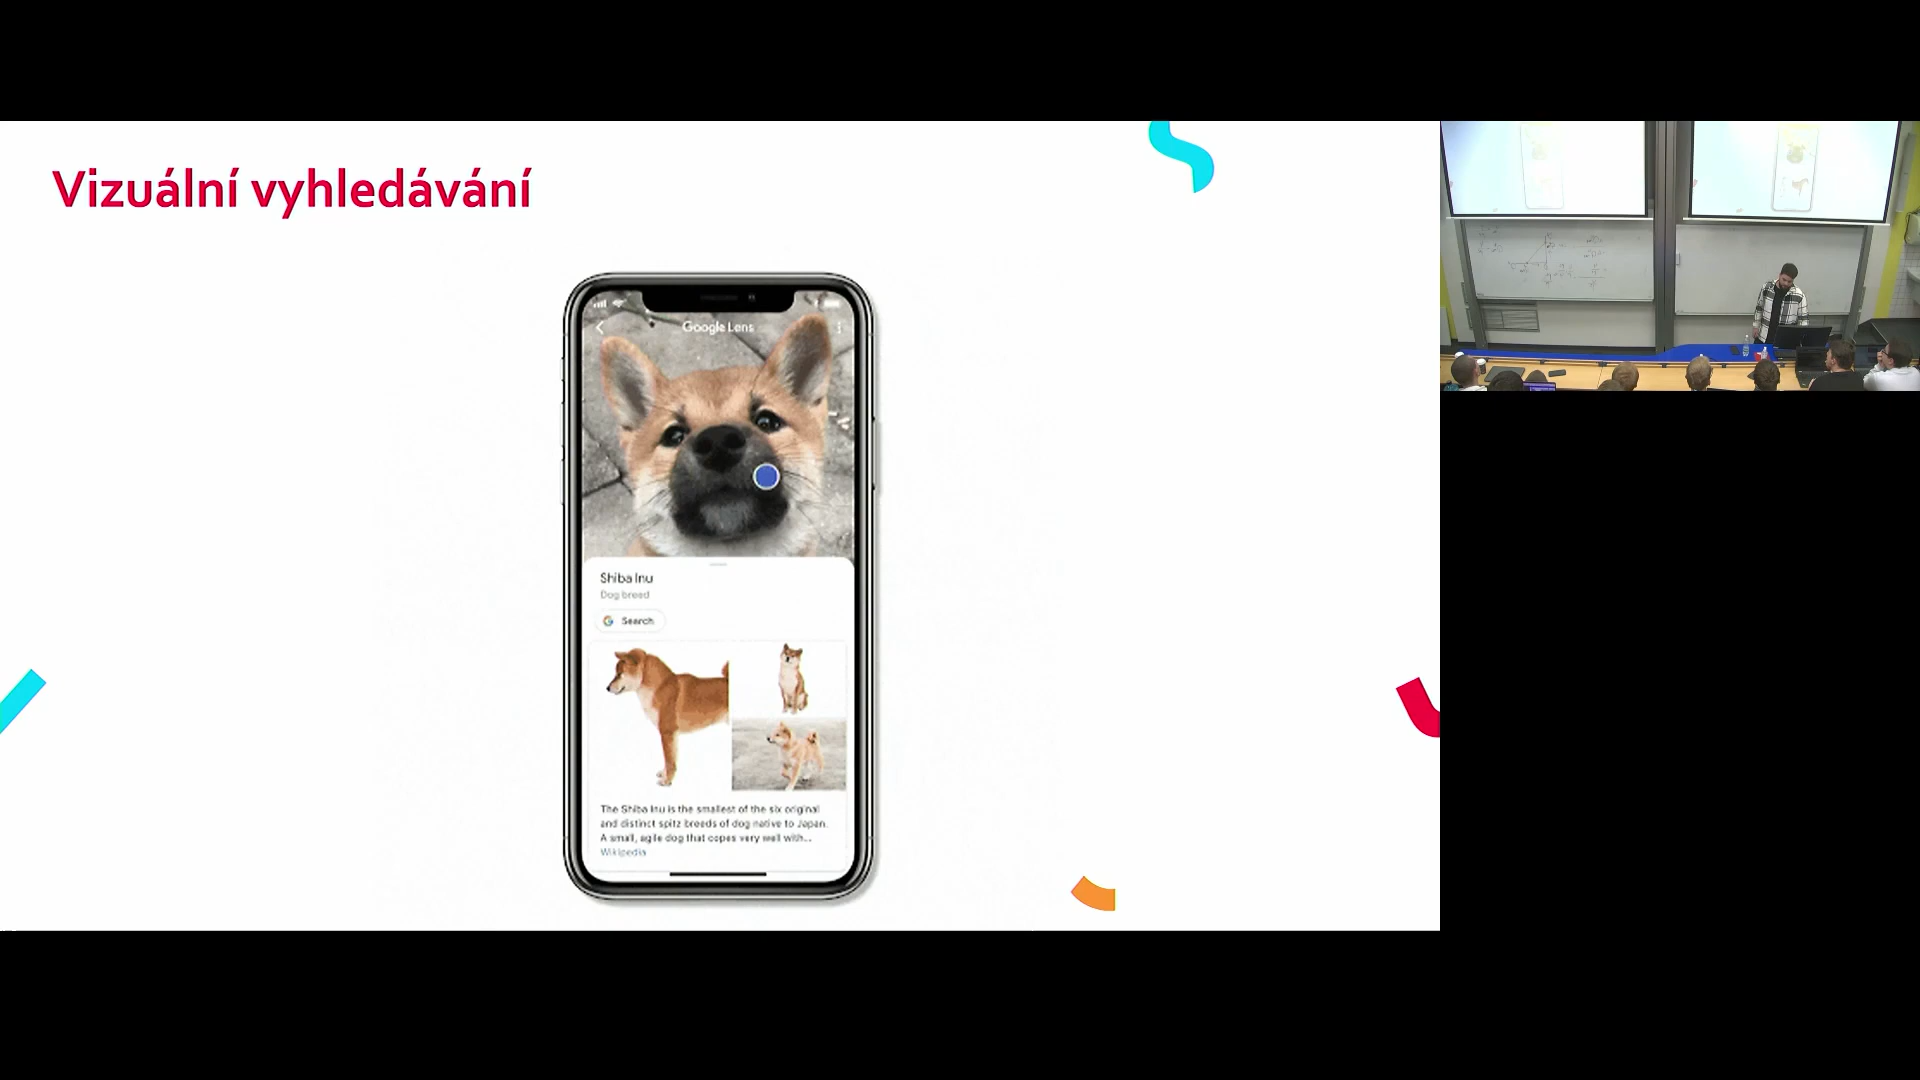 Vizuální vyhledávání
Google Lens
Shiba Inu
Dog breed
Search
The Shiba Inu is the smallest of the six original
and distinct spitz breeds of dog native to Japan.
A small, agile dog that copes very well with...
Wikipedia